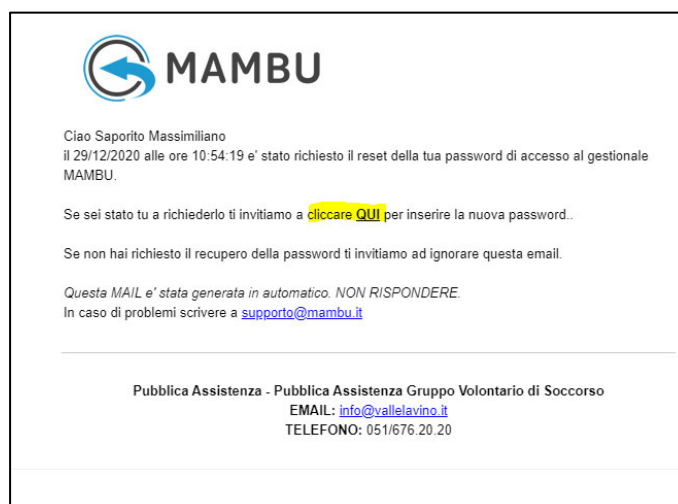 MAMBU
Ciao Saporito Massimiliano
il 29/12/2020 alle ore 10:54:19 e' stato richiesto il reset della tua password di accesso al gestionale
MAMBU.
Se sei stato tu a richiederlo ti invitiamo a cliccare QUI per inserire la nuova password..
Se non hai richiesto il recupero della password ti invitiamo ad ignorare questa email.
Questa MAIL e' stata generata in automatico. NON RISPONDERE.
In caso di problemi scrivere a supporto@mambu.it
Pubblica Assistenza - Pubblica Assistenza Gruppo Volontario di Soccorso
EMAIL: info@vallelavino.it
TELEFONO: 051/676.20.20